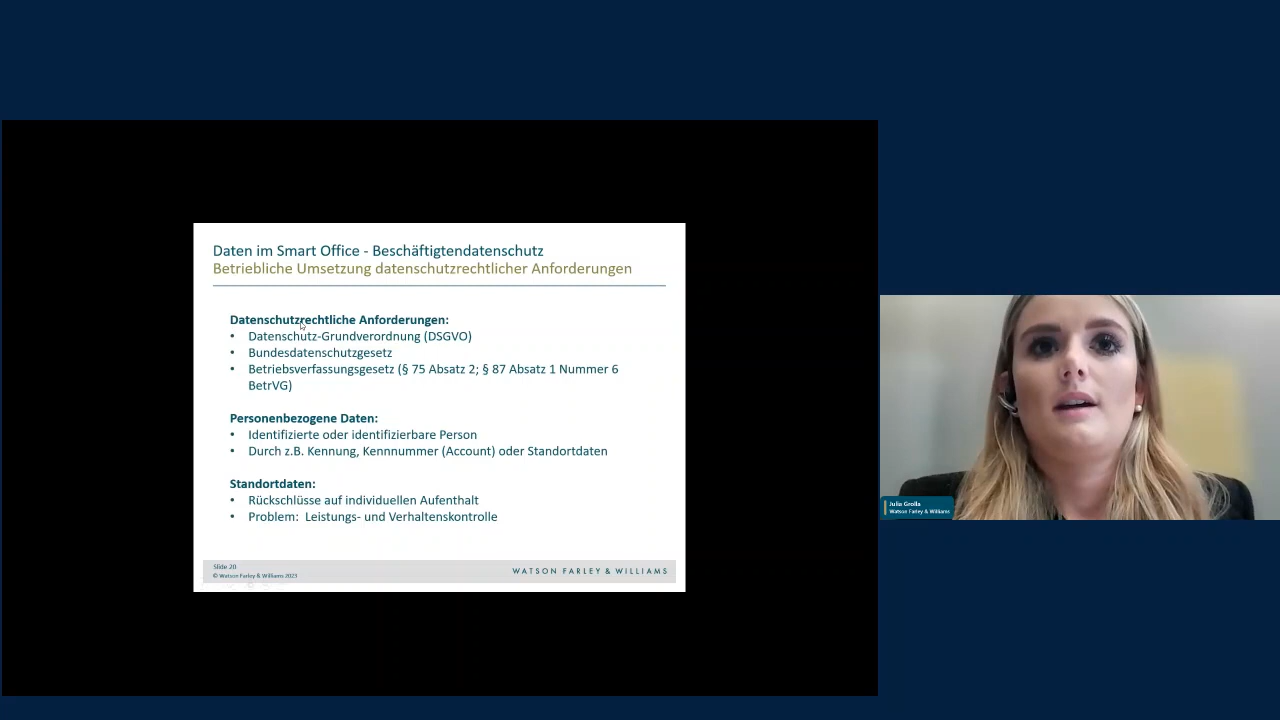 Daten im Smart Office - Beschäftigtendatenschutz
Betriebliche Umsetzung datenschutzrechtlicher Anforderungen
Datenschutzrechtliche Anforderungen:
• Datenschutz-Grundverordnung (DSGVO)
• Bundesdatenschutzgesetz
• Betriebsverfassungsgesetz (§ 75 Absatz 2; § 87 Absatz 1 Nummer 6
BetrVG)
Personenbezogene Daten:
• Identifizierte oder identifizierbare Person
• Durch z.B. Kennung, Kennnummer (Account) oder Standortdaten
Standortdaten:
• Rückschlüsse auf individuellen Aufenthalt
• Problem: Leistungs- und Verhaltenskontrolle
Slide 20
© Watson Farley & Williams 2023
WATSON FARLEY & WILLIAMS
Julia Grolla
Watson Farley & Williams